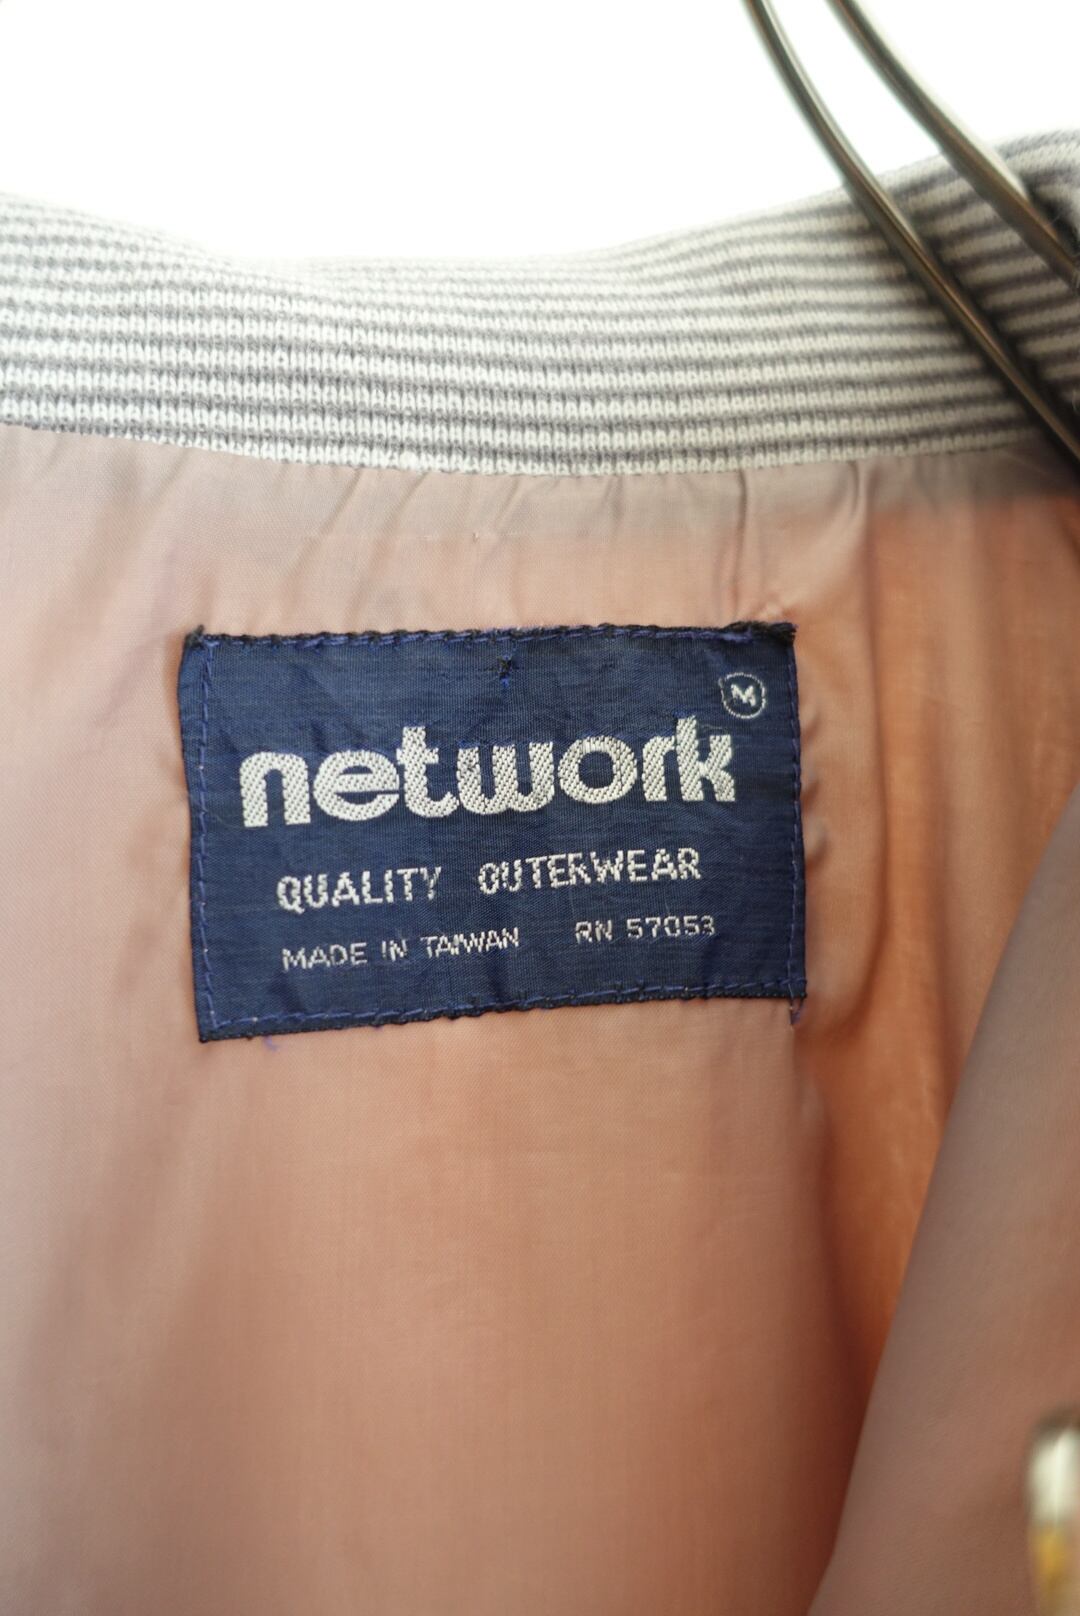 M
network
QUALITY OUTERWEAR
MADE IN TAIWAN RN 57053